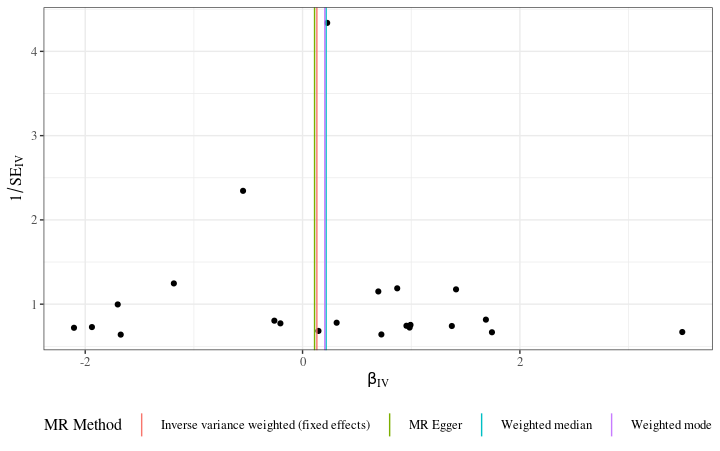 4
3
2
1
1/SE_IV
-2
0
2
β_IV
MR Method
Inverse variance weighted (fixed effects)
MR Egger
Weighted median
Weighted mode